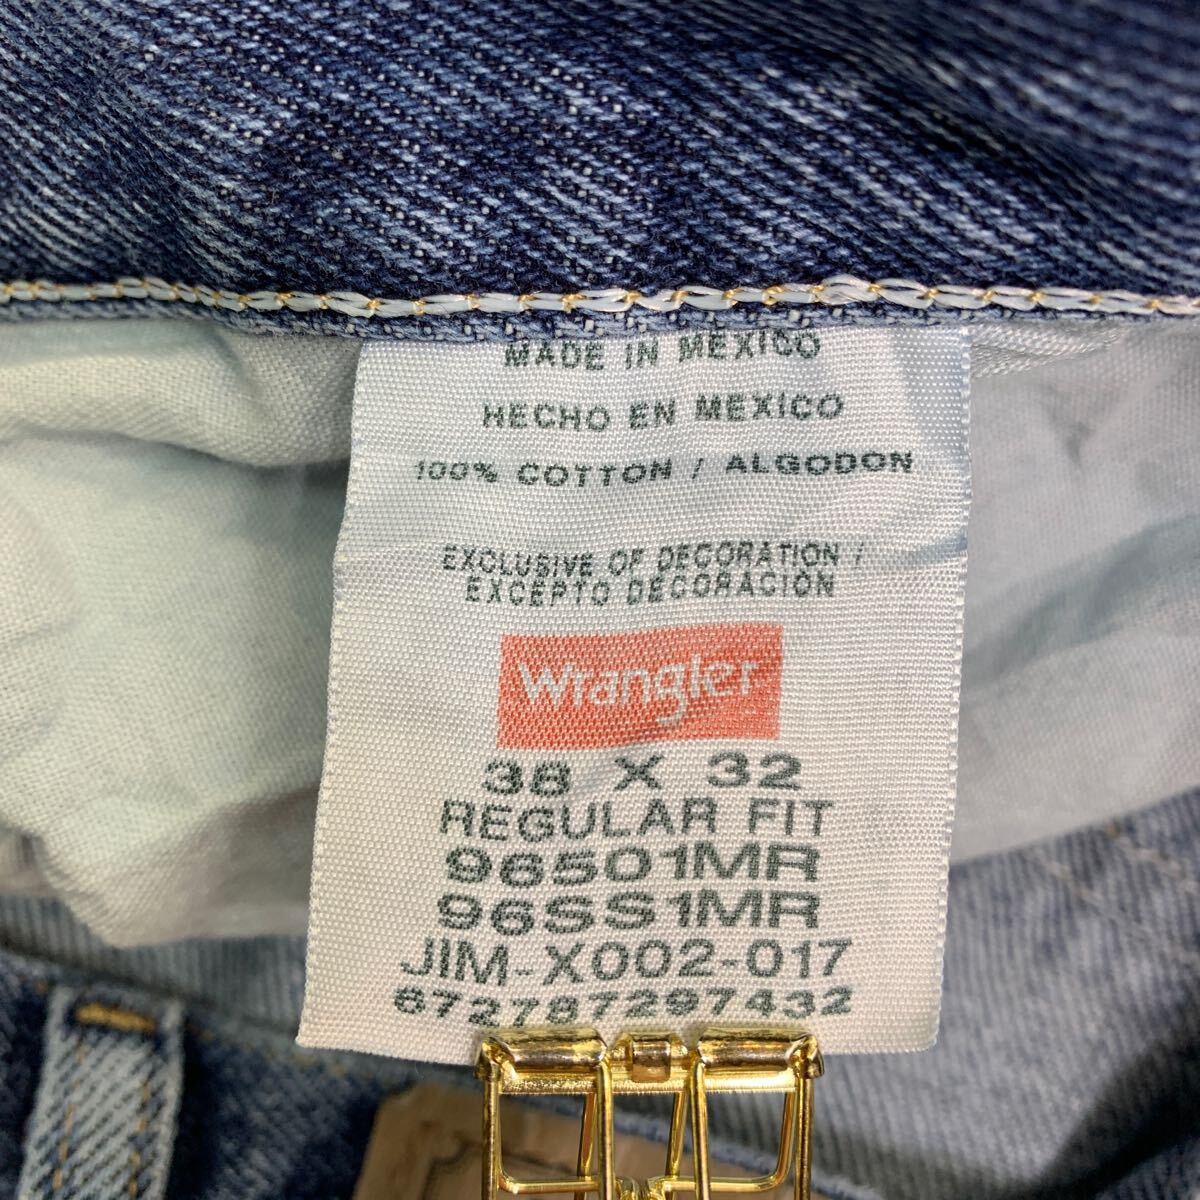 MADE IN MEXICO
HECHO EN MEXICO
100% COTTON / ALGODON
EXCLUSIVE OF DECORATION /
EXCEPTO DECORACIÓN
Wrangler
38 X 32
REGULAR FIT
96501MR
96SS1MR
JIM-X002-017
672787297432